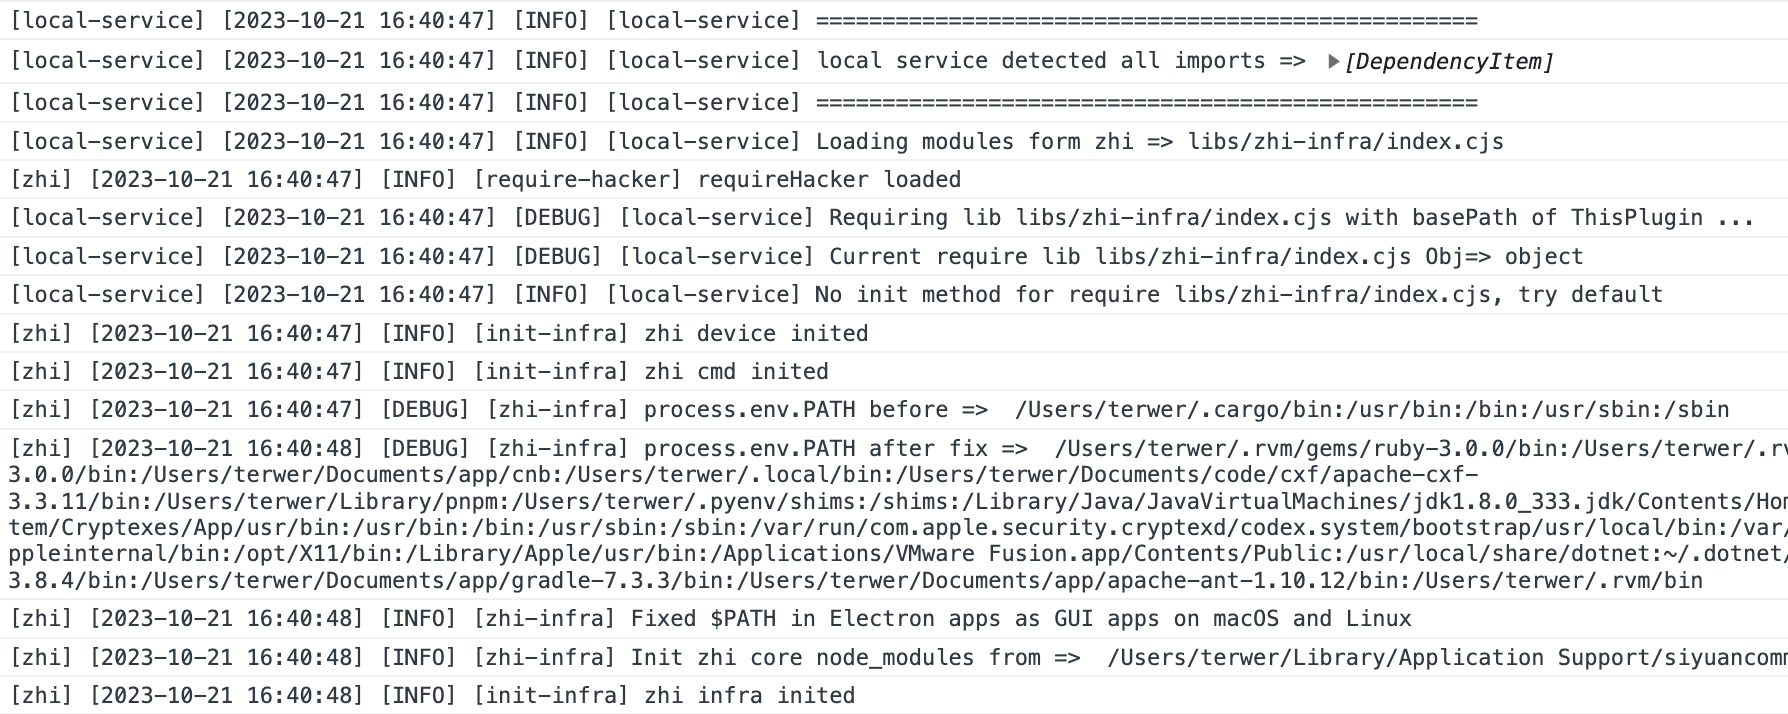 [local-service] [2023-10-21 16:40:47] [INFO] [local-service] ==================================================
[local-service] [2023-10-21 16:40:47] [INFO] [local-service] local service detected all imports => ▶[DependencyItem]
[local-service] [2023-10-21 16:40:47] [INFO] [local-service] ==================================================
[local-service] [2023-10-21 16:40:47] [INFO] [local-service] Loading modules form zhi => libs/zhi-infra/index.cjs
[zhi] [2023-10-21 16:40:47] [INFO] [require-hacker] requireHacker loaded
[local-service] [2023-10-21 16:40:47] [DEBUG] [local-service] Requiring lib libs/zhi-infra/index.cjs with basePath of ThisPlugin ...
[local-service] [2023-10-21 16:40:47] [DEBUG] [local-service] Current require lib libs/zhi-infra/index.cjs Obj=> object
[local-service] [2023-10-21 16:40:47] [INFO] [local-service] No init method for require libs/zhi-infra/index.cjs, try default
[zhi] [2023-10-21 16:40:47] [INFO] [init-infra] zhi device inited
[zhi] [2023-10-21 16:40:47] [INFO] [init-infra] zhi cmd inited
[zhi] [2023-10-21 16:40:47] [DEBUG] [zhi-infra] process.env.PATH before => /Users/terwer/.cargo/bin:/usr/bin:/bin:/usr/sbin:/sbin
[zhi] [2023-10-21 16:40:48] [DEBUG] [zhi-infra] process.env.PATH after fix => /Users/terwer/.rvm/gems/ruby-3.0.0/bin:/Users/terwer/.rv
3.0.0/bin:/Users/terwer/Documents/app/cnb:/Users/terwer/.local/bin:/Users/terwer/Documents/code/cxf/apache-cxf-
3.3.11/bin:/Users/terwer/Library/pnpm:/Users/terwer/.pyenv/shims:/shims:/Library/Java/JavaVirtualMachines/jdk1.8.0_333.jdk/Contents/Hom
tem/Cryptexes/App/usr/bin:/usr/bin:/bin:/usr/sbin:/sbin:/var/run/com.apple.security.cryptexd/codex.system/bootstrap/usr/local/bin:/var/
ppleinternal/bin:/opt/X11/bin:/Library/Apple/usr/bin:/Applications/VMware Fusion.app/Contents/Public:/usr/local/share/dotnet:~/.dotnet/
3.8.4/bin:/Users/terwer/Documents/app/gradle-7.3.3/bin:/Users/terwer/Documents/app/apache-ant-1.10.12/bin:/Users/terwer/.rvm/bin
[zhi] [2023-10-21 16:40:48] [INFO] [zhi-infra] Fixed $PATH in Electron apps as GUI apps on macOS and Linux
[zhi] [2023-10-21 16:40:48] [INFO] [zhi-infra] Init zhi core node_modules from => /Users/terwer/Library/Application Support/siyuancomm
[zhi] [2023-10-21 16:40:48] [INFO] [init-infra] zhi infra inited